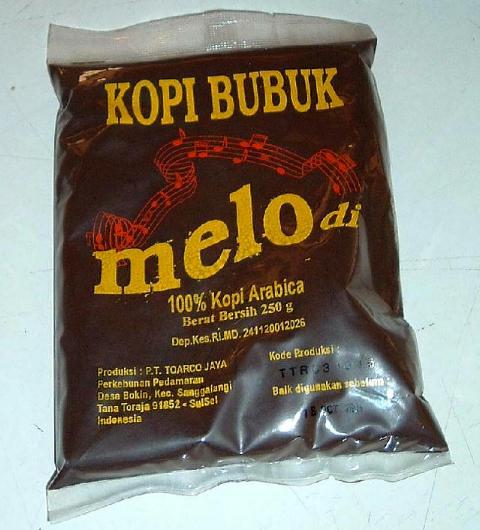 KOPI BUBUK
melodi
100% Kopi Arabica
Berat Bersih 250 g
Dep.Kes.RI.MD. 241120012026
Produksi : P.T. TOARCO JAYA
Perkebunan Pedamaran
Desa Bokin, Kec. Sanggalangi
Tana Toraja 91852 - SulSel
Indonesia
Kode Produksi :
Baik digunakan sebelum :